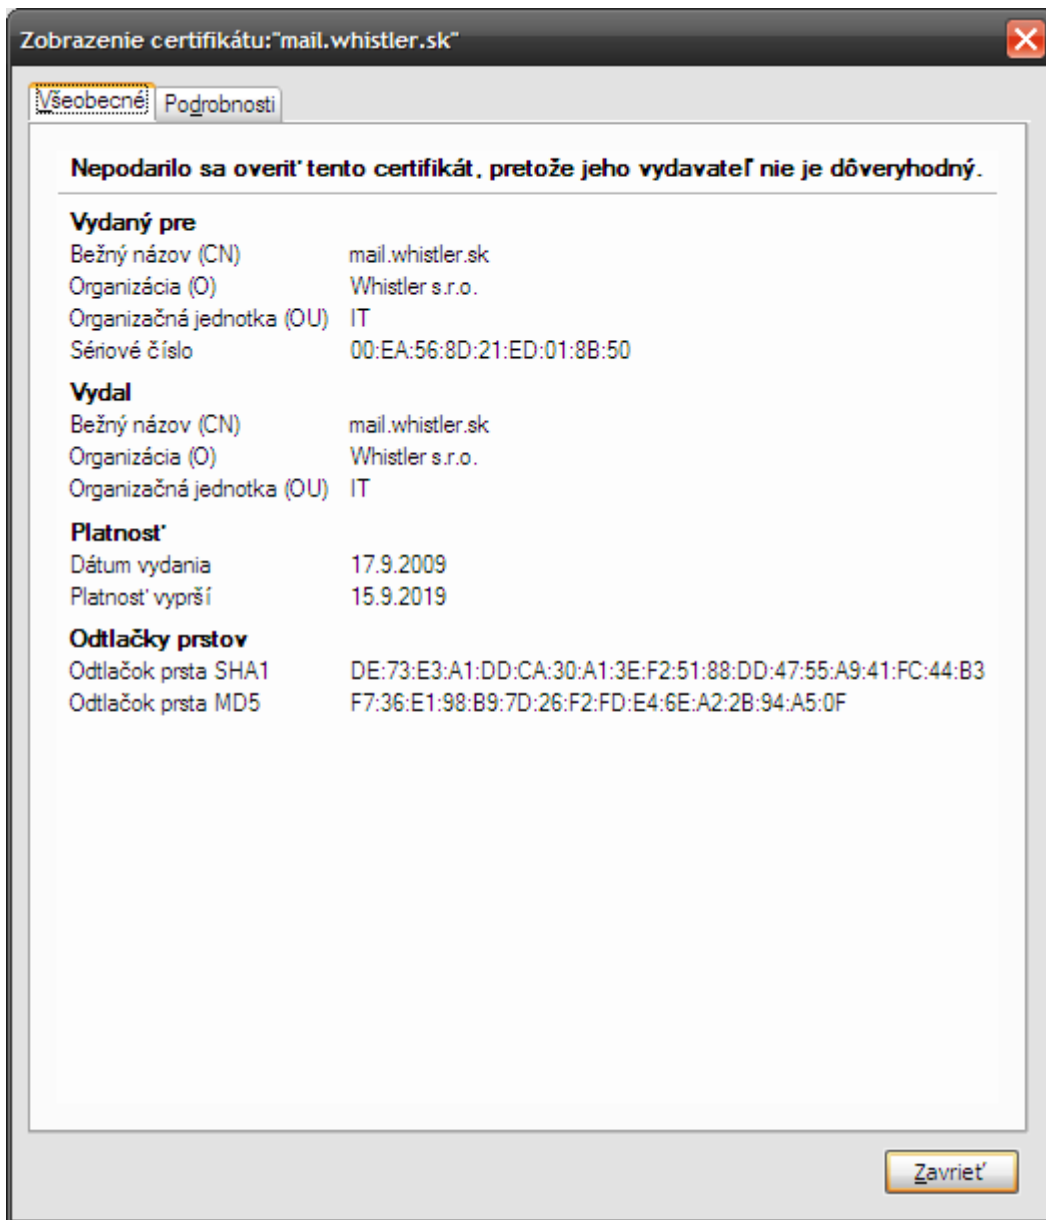 Zobrazenie certifikátu:"mail.whistler.sk"
Všeobecné Podrobnosti
Nepodarilo sa overiť tento certifikát, pretože jeho vydavateľ nie je dôveryhodný.
Vydaný pre
Bežný názov (CN) mail.whistler.sk
Organizácia (O) Whistler s.r.o.
Organizačná jednotka (OU) IT
Sériové číslo 00:EA:56:8D:21:ED:01:8B:50
Vydal
Bežný názov (CN) mail.whistler.sk
Organizácia (O) Whistler s.r.o.
Organizačná jednotka (OU) IT
Platnosť
Dátum vydania 17.9.2009
Platnosť vyprší 15.9.2019
Odtlačky prstov
Odtlačok prsta SHA1 DE:73:E3:A1:DD:CA:30:A1:3E:F2:51:88:DD:47:55:A9:41:FC:44:B3
Odtlačok prsta MD5 F7:36:E1:98:B9:7D:26:F2:FD:E4:6E:A2:2B:94:A5:0F
Zavrieť